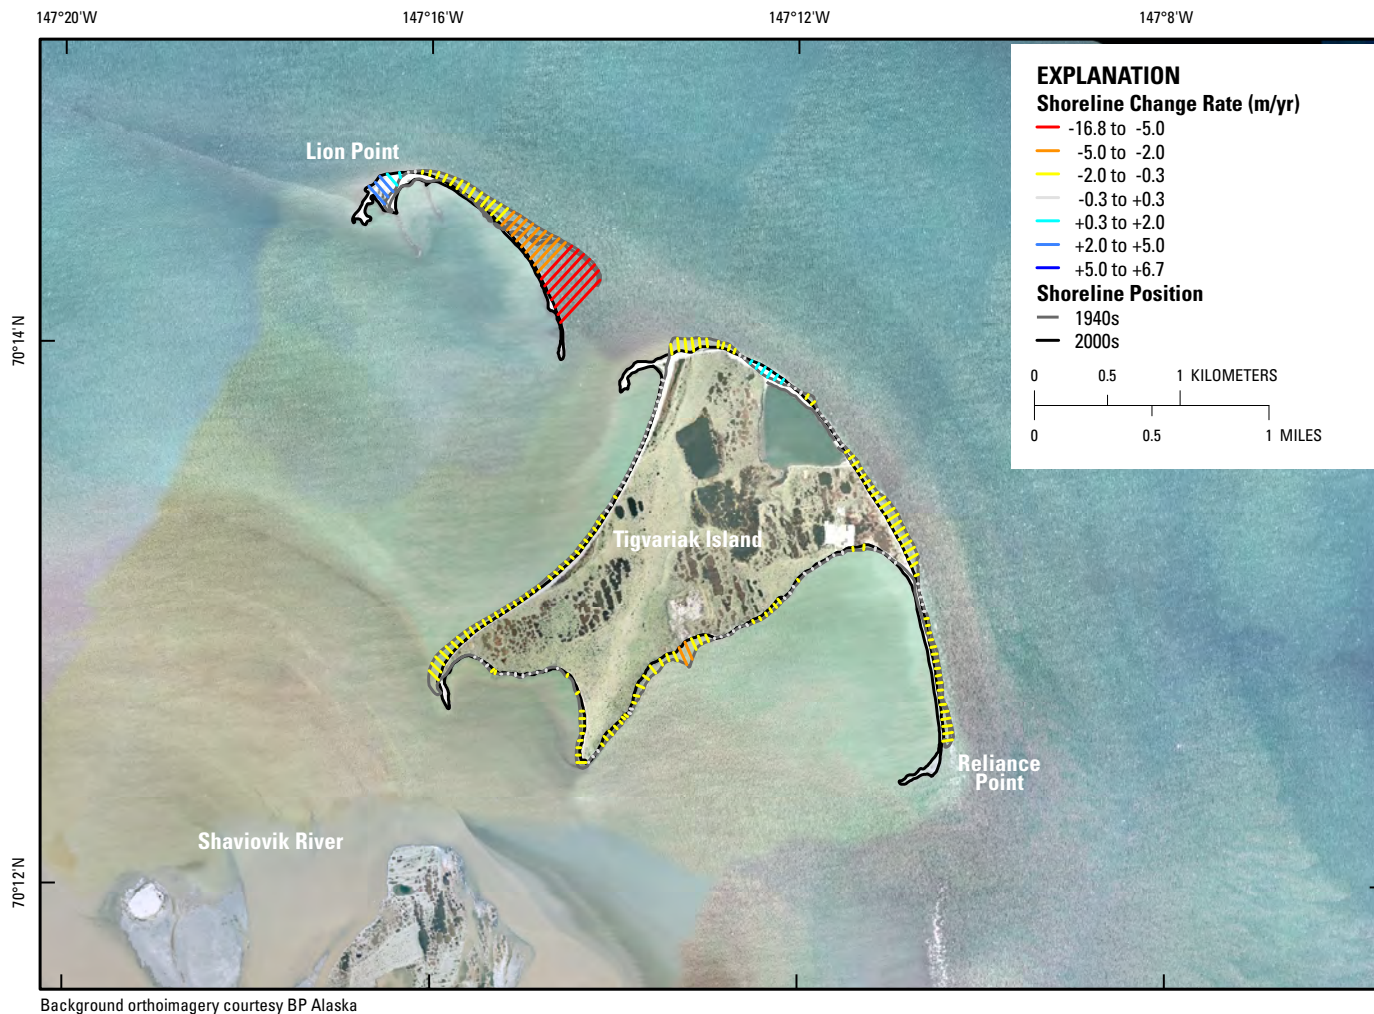 147°20'W
147°16'W
147°12'W
147°8'W
EXPLANATION
Shoreline Change Rate (m/yr)
-16.8 to -5.0
-5.0 to -2.0
-2.0 to -0.3
-0.3 to +0.3
+0.3 to +2.0
+2.0 to +5.0
+5.0 to +6.7
Shoreline Position
1940s
2000s
0 0.5 1 KILOMETERS
0 0.5 1 MILES
Lion Point
70°14'N
Tigvariak Island
Reliance
Point
Shaviovik River
70°12'N
Background orthoimagery courtesy BP Alaska